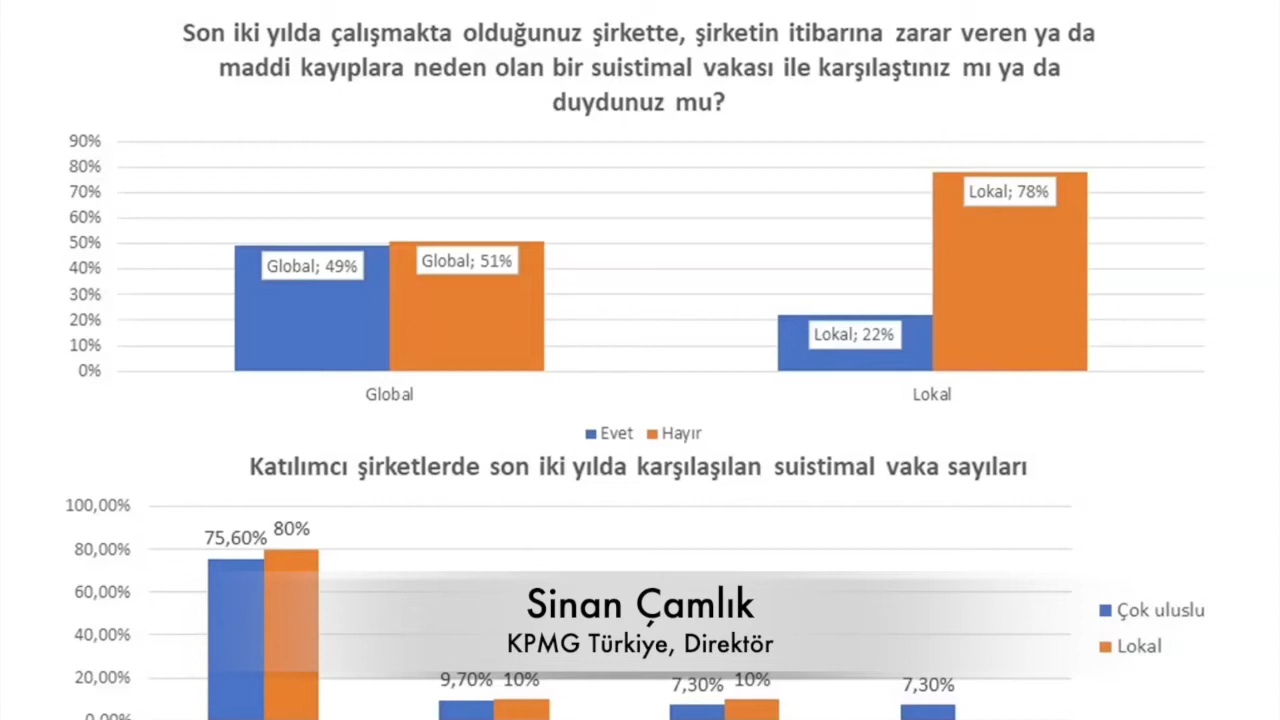 Son iki yılda çalışmakta olduğunuz şirkette, şirketin itibarına zarar veren ya da
maddi kayıplara neden olan bir suistimal vakası ile karşılaştınız mı ya da
duydunuz mu?
90%
80%
70%
60%
50%
40%
30%
20%
10%
0%
Global; 49%
Global; 51%
Lokal; 22%
Lokal; 78%
Global
Lokal
Evet
Hayır
Katılımcı şirketlerde son iki yılda karşılaşılan suistimal vaka sayıları
100,00%
80,00%
60,00%
40,00%
20,00%
0,00%
75,60%
80%
9,70%
10%
7,30%
10%
7,30%
Çok uluslu
Lokal
Sinan Çamlık
KPMG Türkiye, Direktör